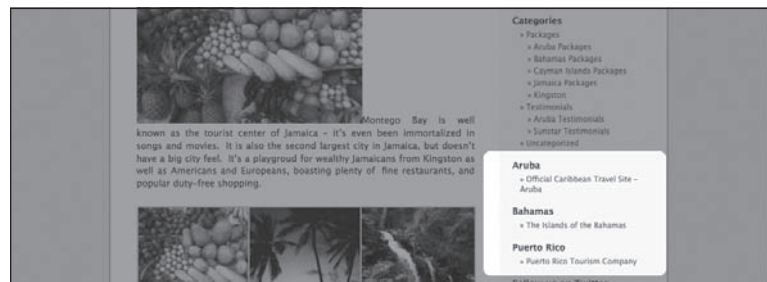 Montego Bay is well
known as the tourist center of Jamaica – it's even been immortalized in
songs and movies. It is also the second largest city in Jamaica, but doesn't
have a big city feel. It's a playgroud for wealthy Jamaicans from Kingston as
well as Americans and Europeans, boasting plenty of fine restaurants, and
popular duty-free shopping.
Categories
» Packages
» Aruba Packages
» Bahamas Packages
» Cayman Islands Packages
» Jamaica Packages
» Kingston
» Testimonials
» Aruba Testimonials
» Sunstar Testimonials
» Uncategorized
Aruba
» Official Caribbean Travel Site –
Aruba
Bahamas
» The Islands of the Bahamas
Puerto Rico
» Puerto Rico Tourism Company